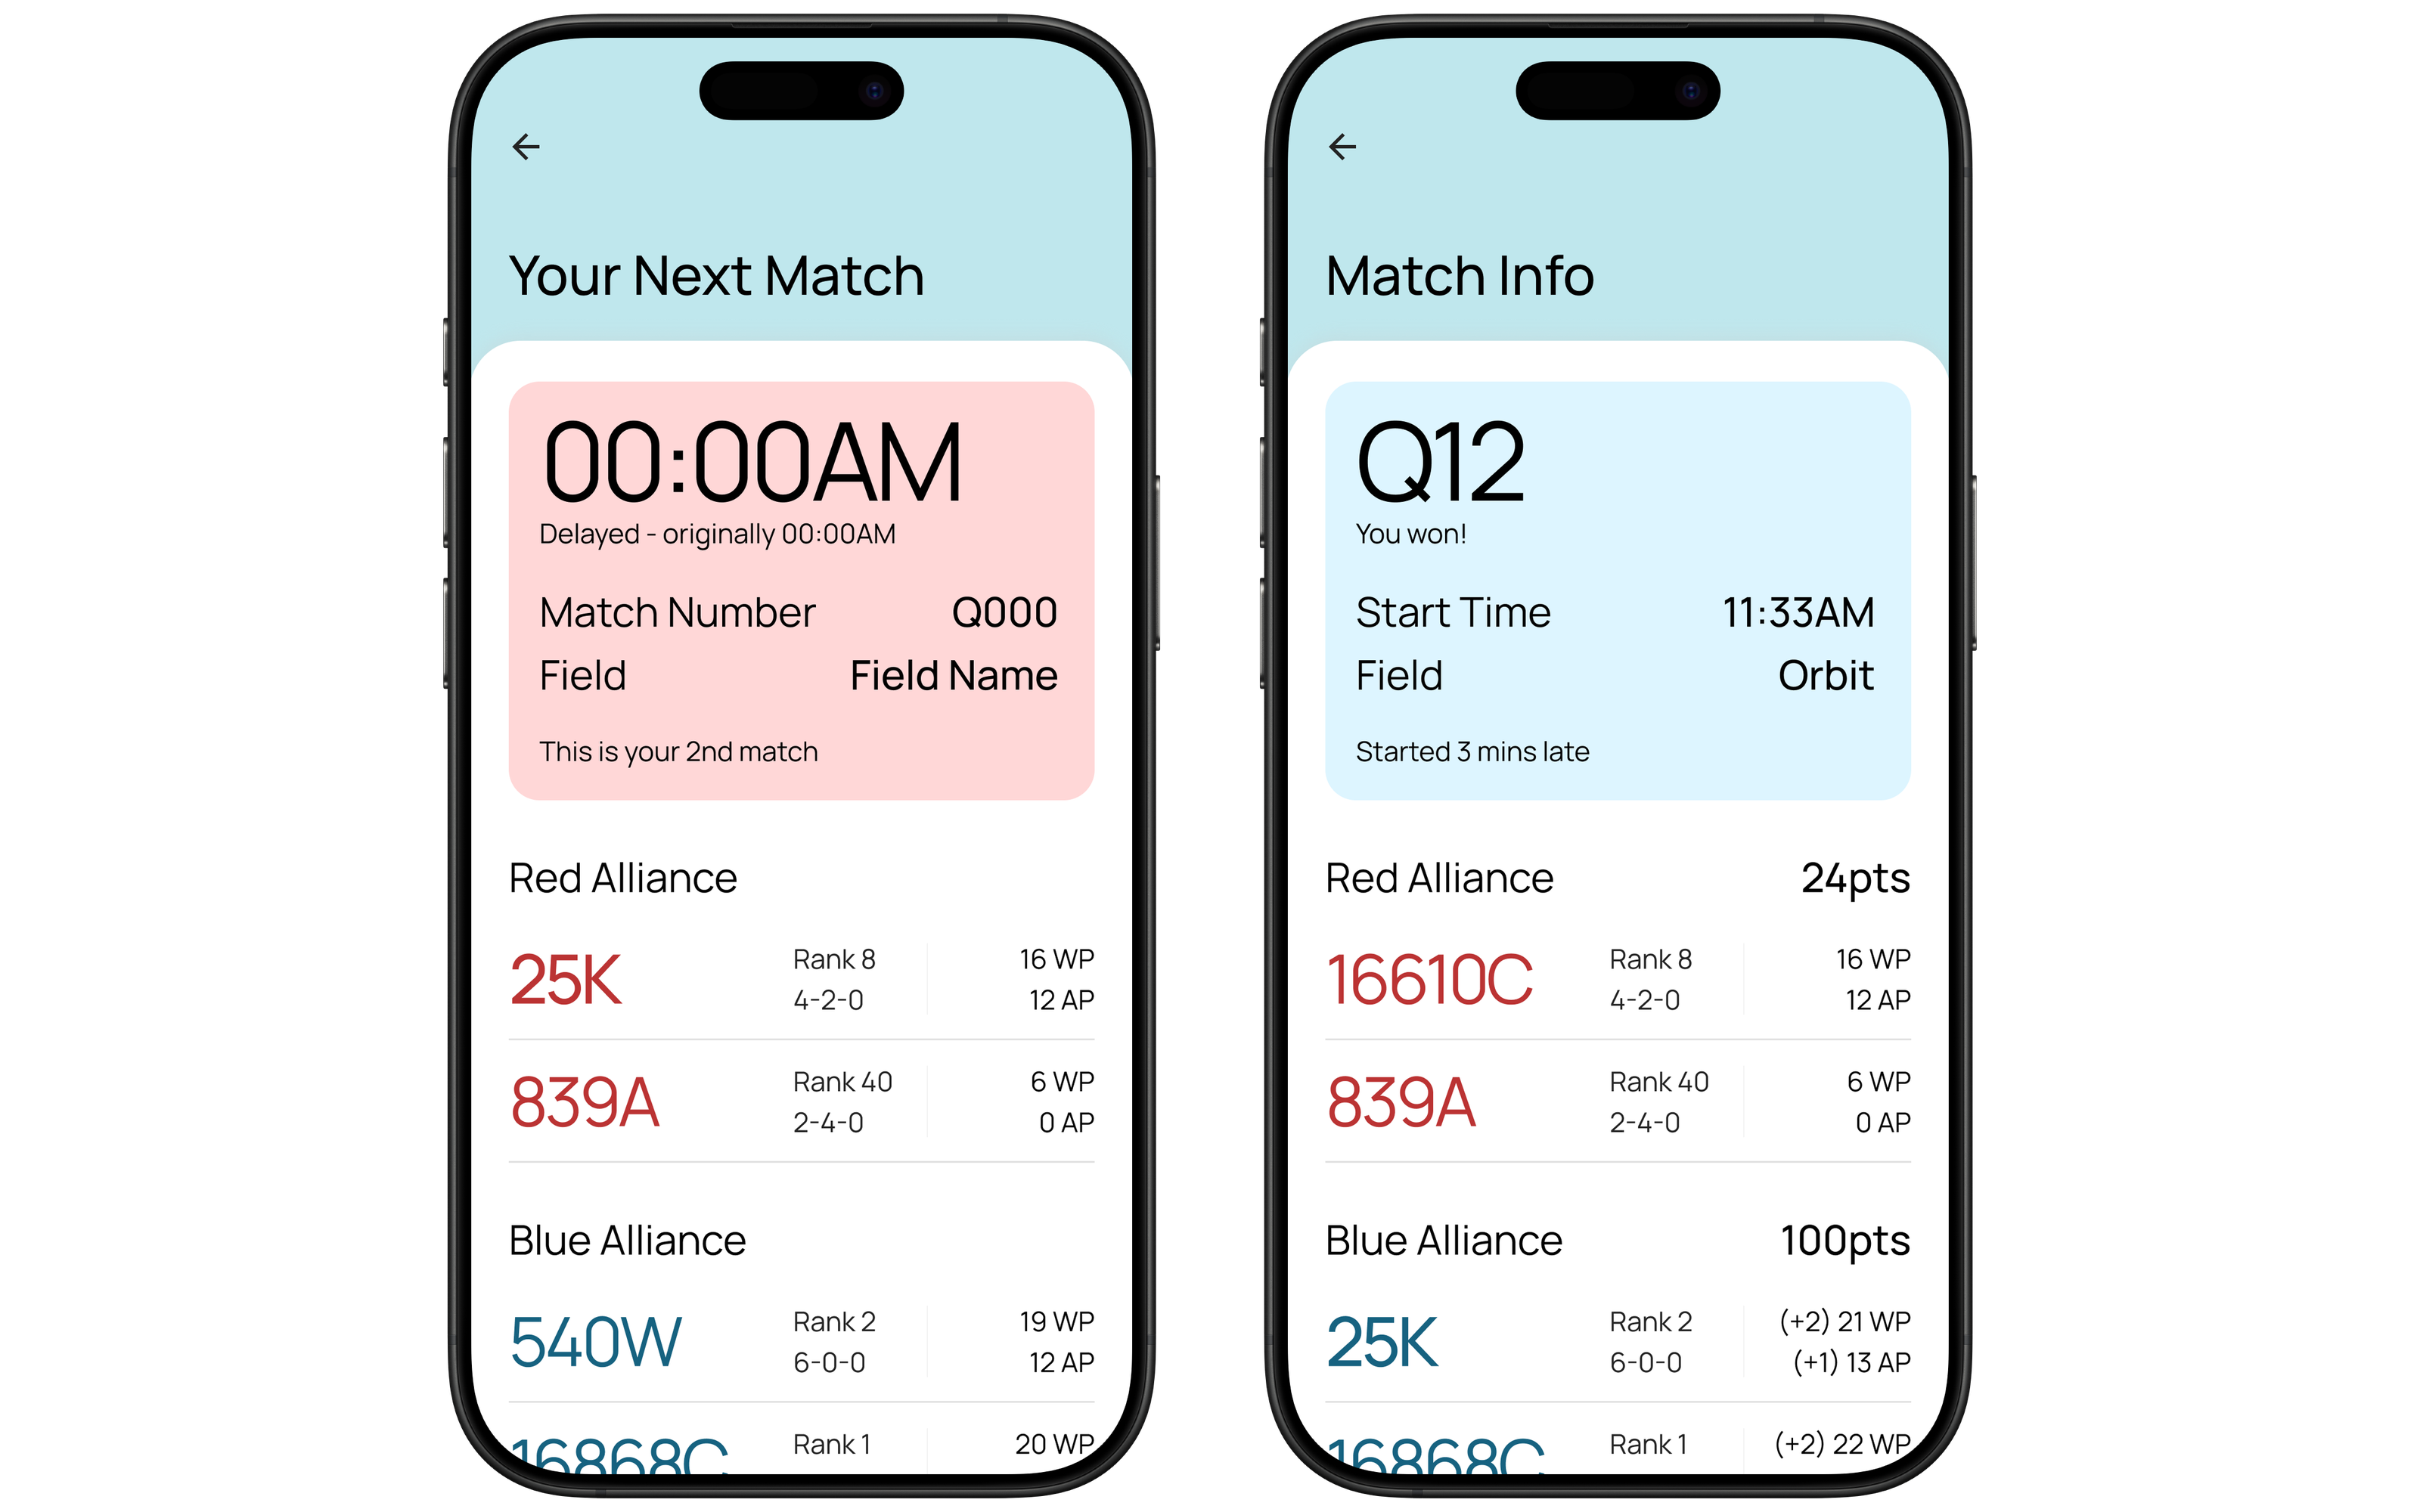 Your Next Match
00:00AM
Delayed - originally 00:00AM
Match Number Q000
Field Field Name
This is your 2nd match
Red Alliance
25K Rank 8 16 WP
4-2-0 12 AP
839A Rank 40 6 WP
2-4-0 0 AP
Blue Alliance
540W Rank 2 19 WP
6-0-0 12 AP
16868C Rank 1 20 WP
Match Info
Q12
You won!
Start Time 11:33AM
Field Orbit
Started 3 mins late
Red Alliance 24pts
16610C Rank 8 16 WP
4-2-0 12 AP
839A Rank 40 6 WP
2-4-0 0 AP
Blue Alliance 100pts
25K Rank 2 (+2) 21 WP
6-0-0 (+1) 13 AP
16868C Rank 1 (+2) 22 WP